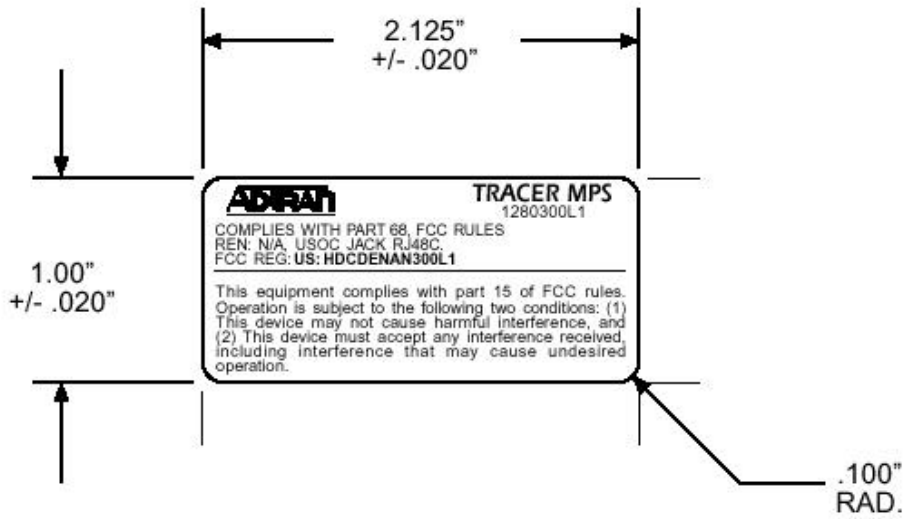 2.125”
+/- .020”
1.00”
+/- .020”
ADTRAN
TRACER MPS
1280300L1
COMPLIES WITH PART 68, FCC RULES
REN: N/A, USOC JACK RJ48C.
FCC REG: US: HDCDENAN300L1
This equipment complies with part 15 of FCC rules.
Operation is subject to the following two conditions: (1)
This device may not cause harmful interference, and
(2) This device must accept any interference received,
including interference that may cause undesired
operation.
.100”
RAD.